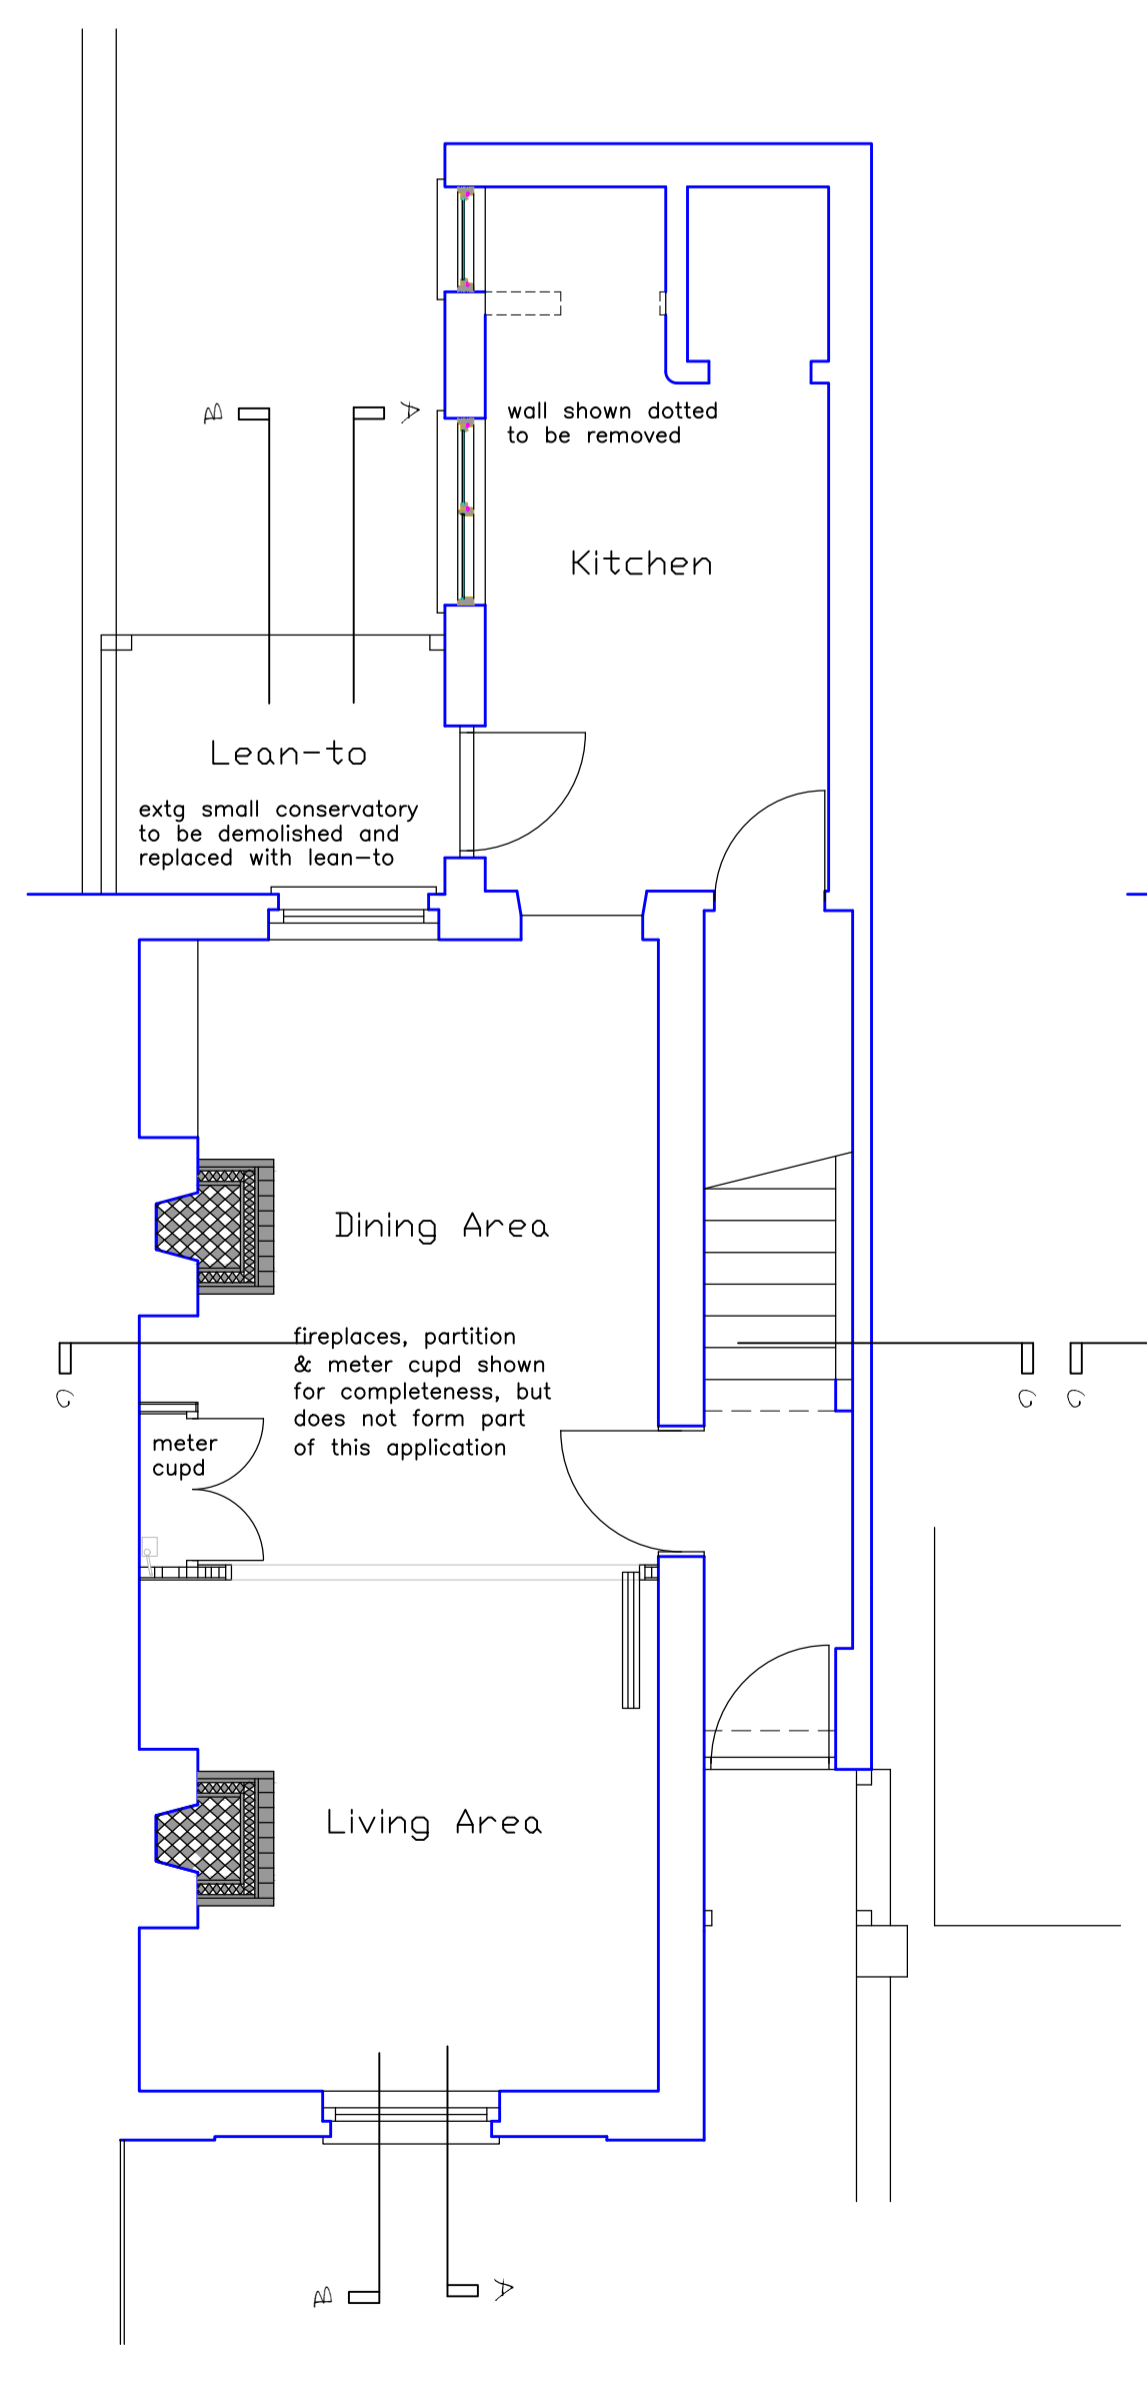 B
A
wall shown dotted
to be removed
Kitchen
Lean-to
extg small conservatory
to be demolished and
replaced with lean-to
Dining Area
fireplaces, partition
& meter cupd shown
for completeness, but
does not form part
of this application
C
C
C
meter
cupd
Living Area
B
A